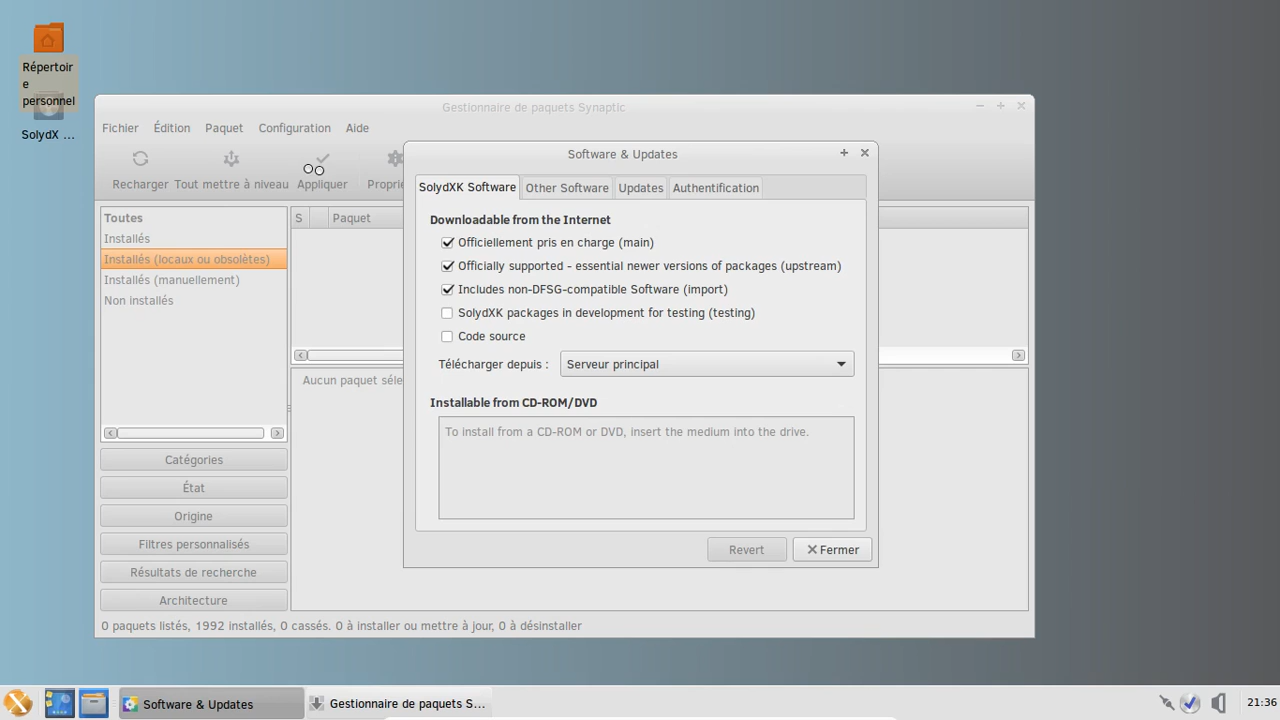 Répertoir
e
personnel
SolydX ...
Gestionnaire de paquets Synaptic
Fichier Édition Paquet Configuration Aide
Recharger Tout mettre à niveau Appliquer Proprié
Toutes
Installés
Installés (locaux ou obsolètes)
Installés (manuellement)
Non installés
S Paquet
Aucun paquet séle
Catégories
État
Origine
Filtres personnalisés
Résultats de recherche
Architecture
0 paquets listés, 1992 installés, 0 cassés. 0 à installer ou mettre à jour, 0 à désinstaller
Software & Updates
SolydXK Software Other Software Updates Authentification
Downloadable from the Internet
Officiellement pris en charge (main)
Officially supported - essential newer versions of packages (upstream)
Includes non-DFSG-compatible Software (import)
SolydXK packages in development for testing (testing)
Code source
Télécharger depuis : Serveur principal
Installable from CD-ROM/DVD
To install from a CD-ROM or DVD, insert the medium into the drive.
Revert Fermer
Software & Updates Gestionnaire de paquets S... 21:36